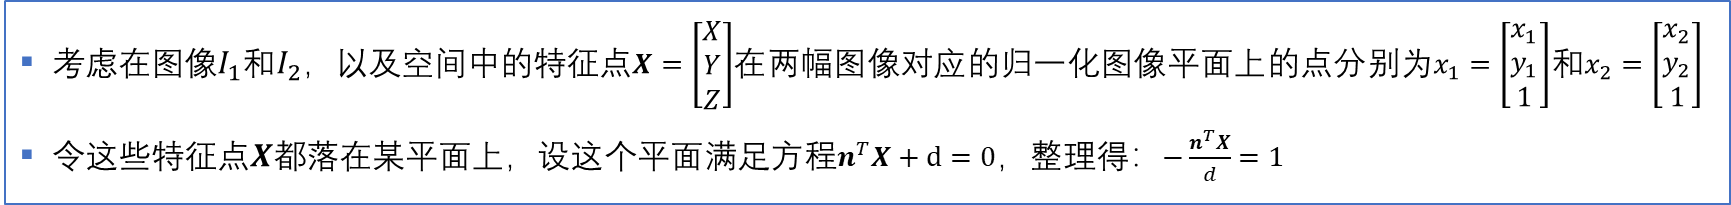 ▪ 考虑在图像𝐼₁和𝐼₂，以及空间中的特征点𝑿 = [𝑋 𝑌 𝑍] 在两幅图像对应的归一化图像平面上的点分别为𝑥₁ = [𝑥₁ 𝑦₁ 1] 和𝑥₂ = [𝑥₂ 𝑦₂ 1]
▪ 令这些特征点𝑿都落在某平面上，设这个平面满足方程𝒏ᵀ𝑿 + d = 0，整理得：−𝒏ᵀ𝑿/𝑑 = 1